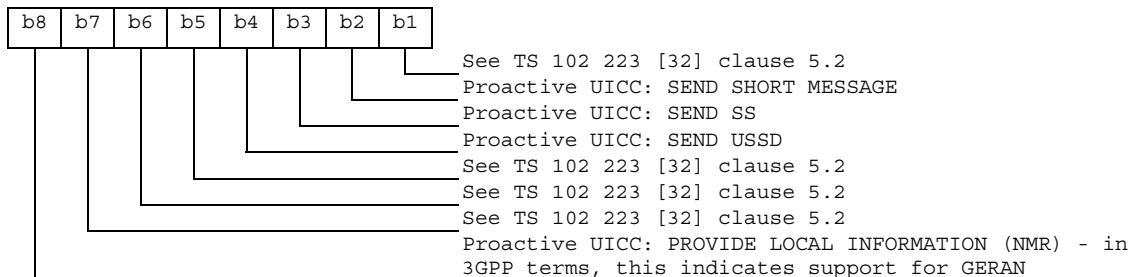 b8 b7 b6 b5 b4 b3 b2 b1
See TS 102 223 [32] clause 5.2
Proactive UICC: SEND SHORT MESSAGE
Proactive UICC: SEND SS
Proactive UICC: SEND USSD
See TS 102 223 [32] clause 5.2
See TS 102 223 [32] clause 5.2
See TS 102 223 [32] clause 5.2
Proactive UICC: PROVIDE LOCAL INFORMATION (NMR) - in
3GPP terms, this indicates support for GERAN